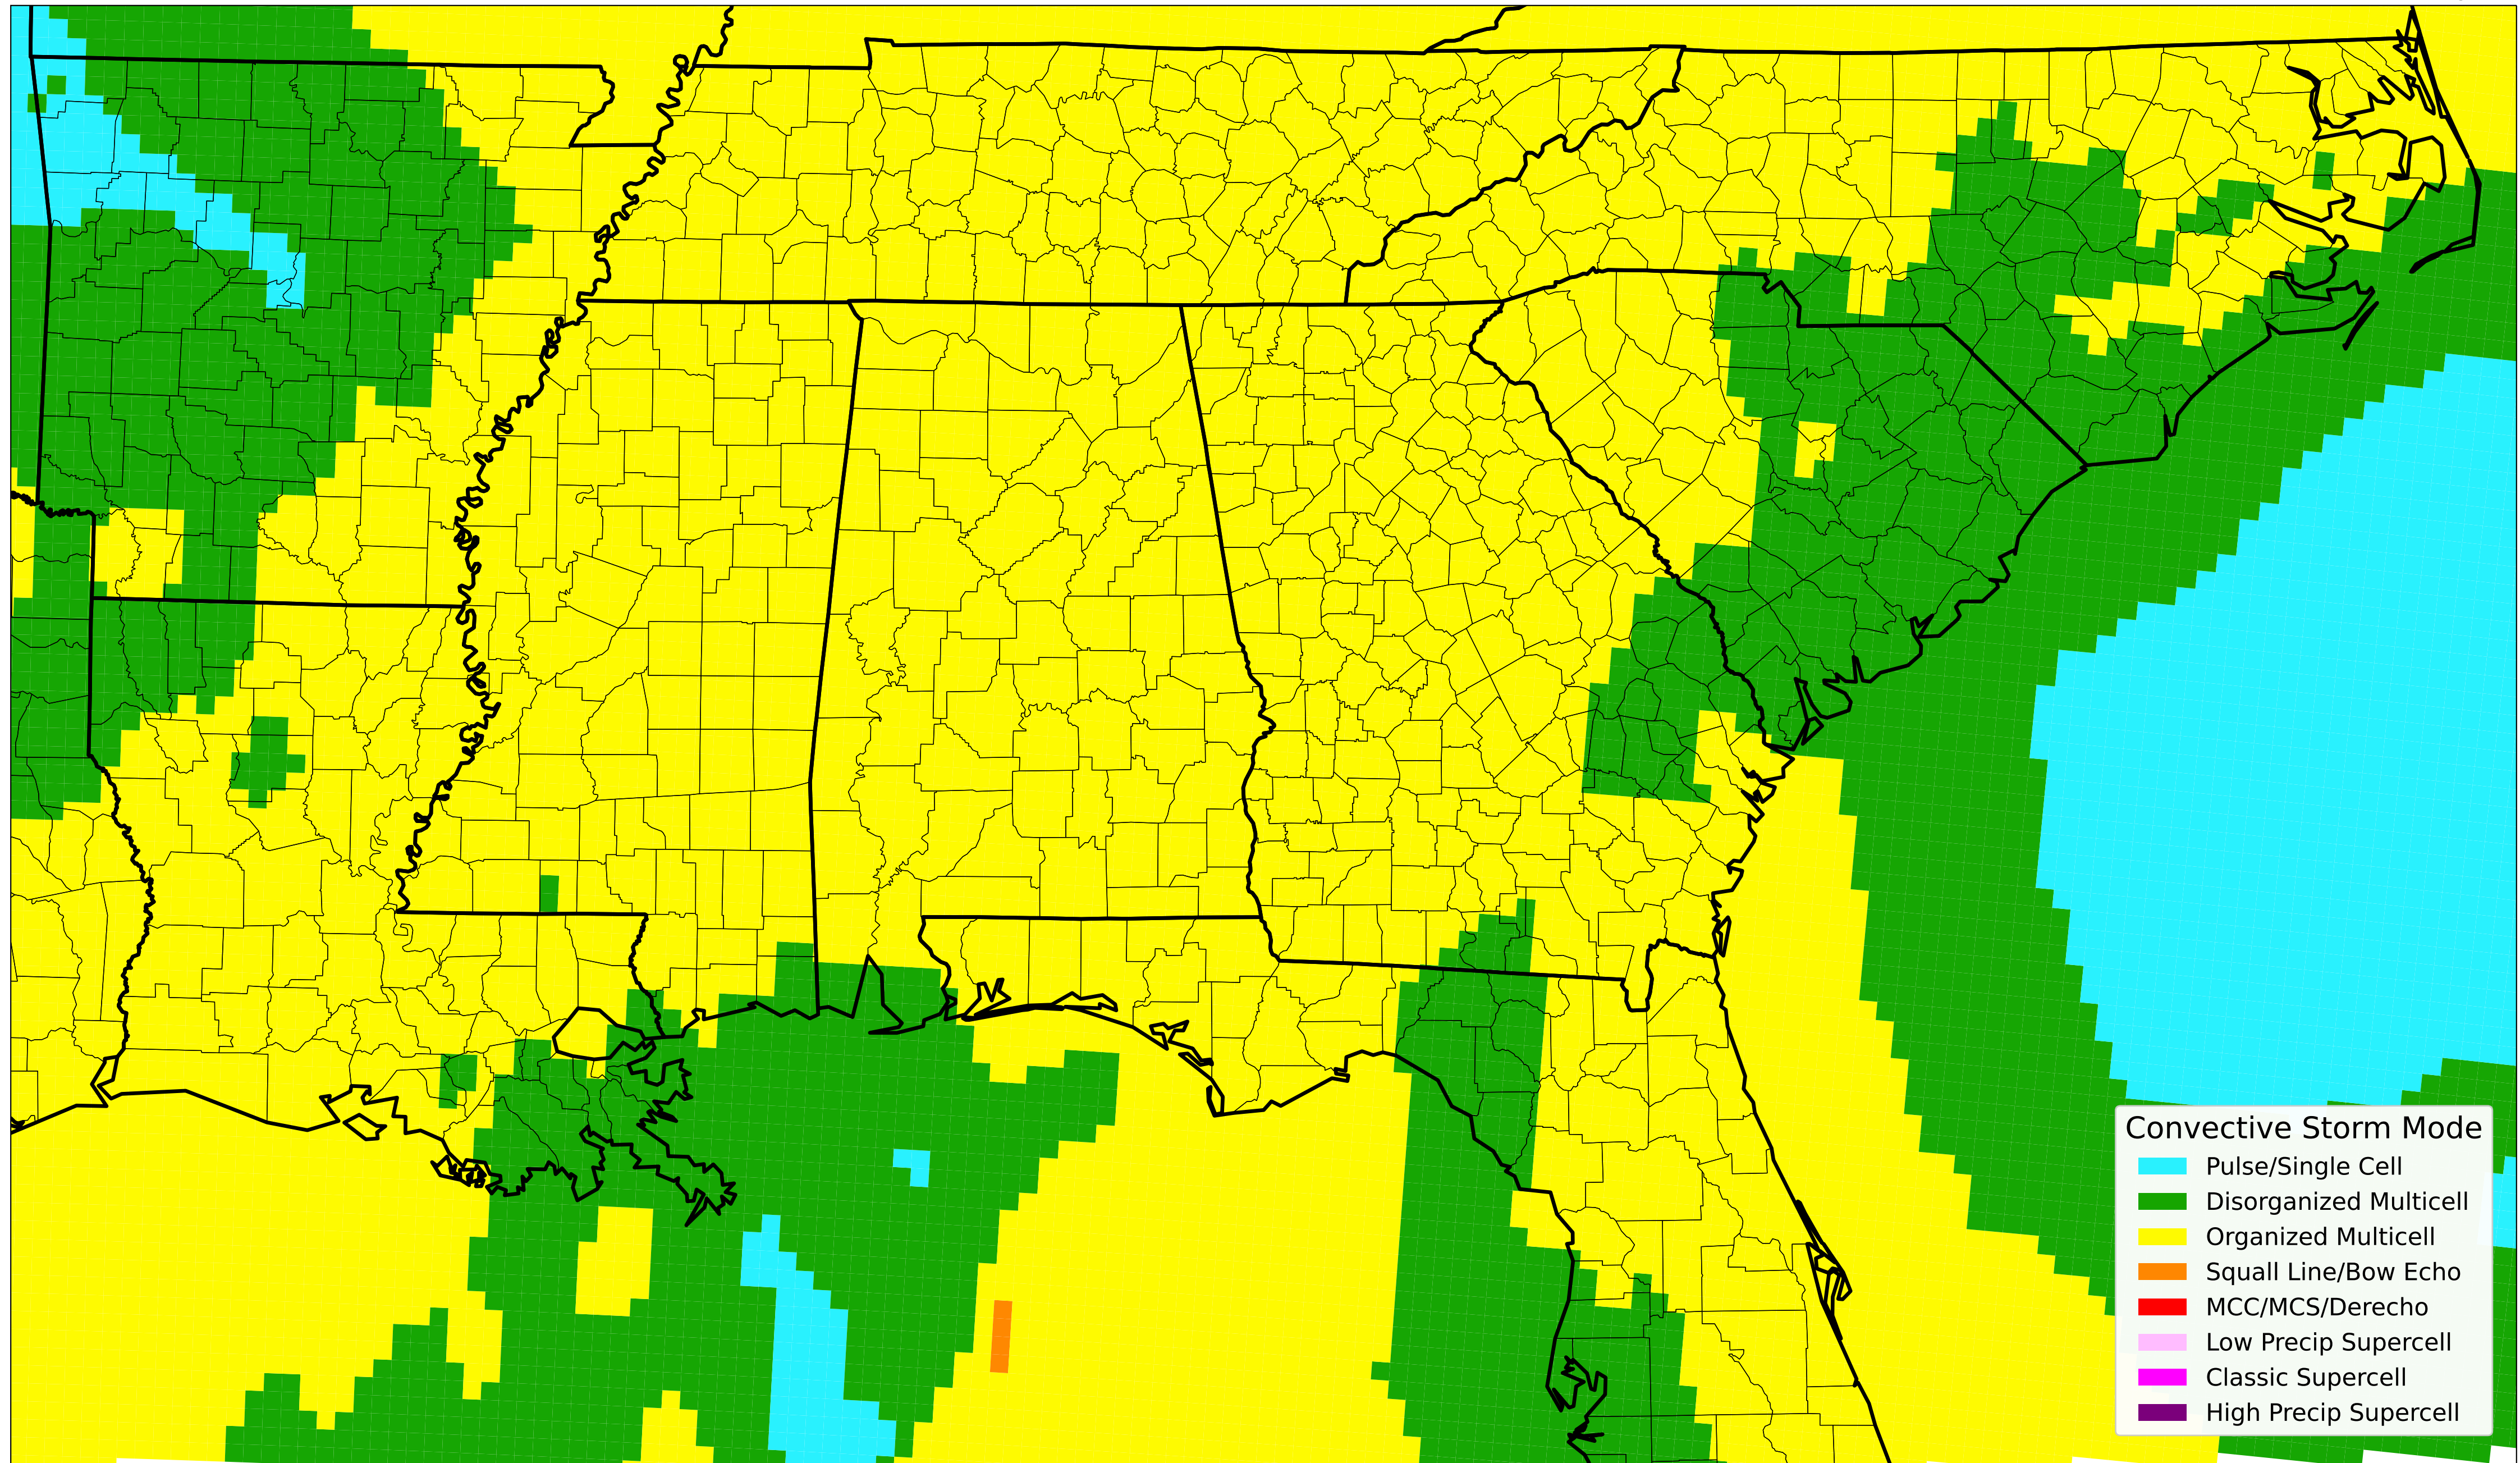 Convective Storm Mode
Pulse/Single Cell
Disorganized Multicell
Organized Multicell
Squall Line/Bow Echo
MCC/MCS/Derecho
Low Precip Supercell
Classic Supercell
High Precip Supercell